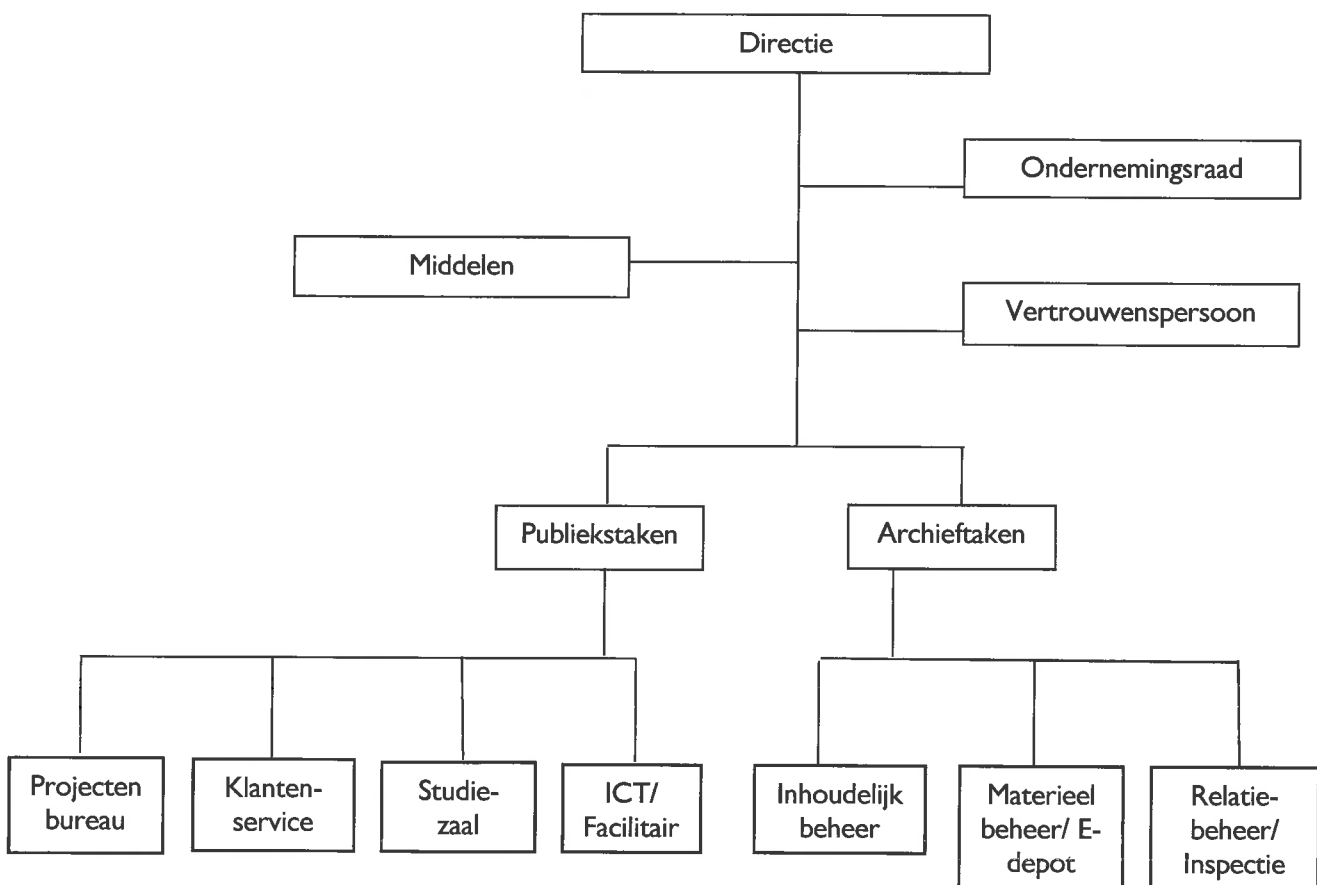 Directie
Ondernemingsraad
Middelen
Vertrouwenspersoon
Publiekstaken
Archieftaken
Projecten
bureau
Klanten-
service
Studie-
zaal
ICT/
Facilitair
Inhoudelijk
beheer
Materieel
beheer/ E-
depot
Relatie-
beheer/
Inspectie